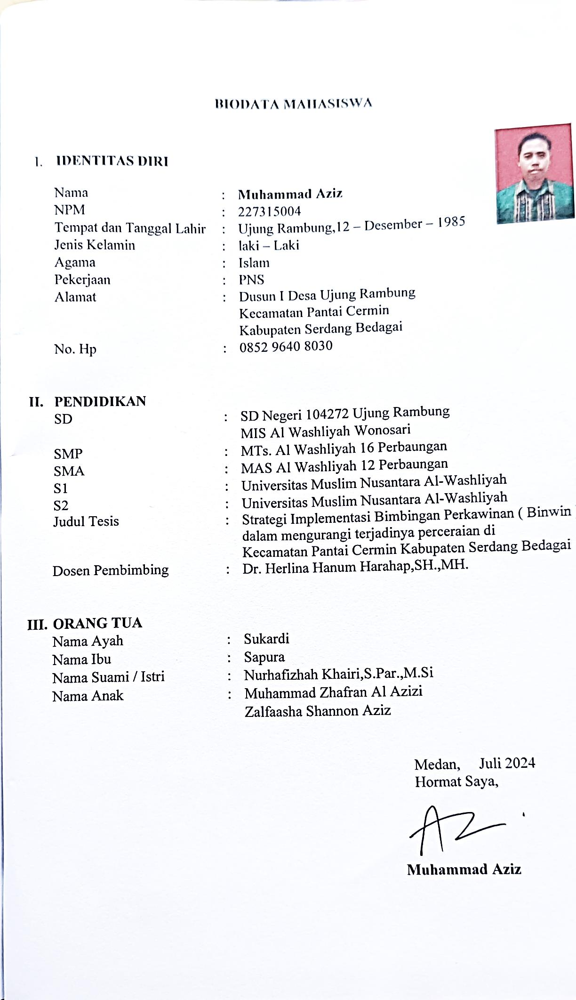 BIODATA MAHASISWA
I. IDENTITAS DIRI
Nama : Muhammad Aziz
NPM : 227315004
Tempat dan Tanggal Lahir : Ujung Rambung,12 – Desember – 1985
Jenis Kelamin : laki – Laki
Agama : Islam
Pekerjaan : PNS
Alamat : Dusun I Desa Ujung Rambung
Kecamatan Pantai Cermin
Kabupaten Serdang Bedagai
No. Hp : 0852 9640 8030
II. PENDIDIKAN
SD : SD Negeri 104272 Ujung Rambung
MIS Al Washliyah Wonosari
SMP : MTs. Al Washliyah 16 Perbaungan
SMA : MAS Al Washliyah 12 Perbaungan
S1 : Universitas Muslim Nusantara Al-Washliyah
S2 : Universitas Muslim Nusantara Al-Washliyah
Judul Tesis : Strategi Implementasi Bimbingan Perkawinan ( Binwin
dalam mengurangi terjadinya perceraian di
Kecamatan Pantai Cermin Kabupaten Serdang Bedagai
Dosen Pembimbing : Dr. Herlina Hanum Harahap,SH.,MH.
III. ORANG TUA
Nama Ayah : Sukardi
Nama Ibu : Sapura
Nama Suami / Istri : Nurhafizhah Khairi,S.Par.,M.Si
Nama Anak : Muhammad Zhafran Al Azizi
Zalfaasha Shannon Aziz
Medan, Juli 2024
Hormat Saya,
Muhammad Aziz